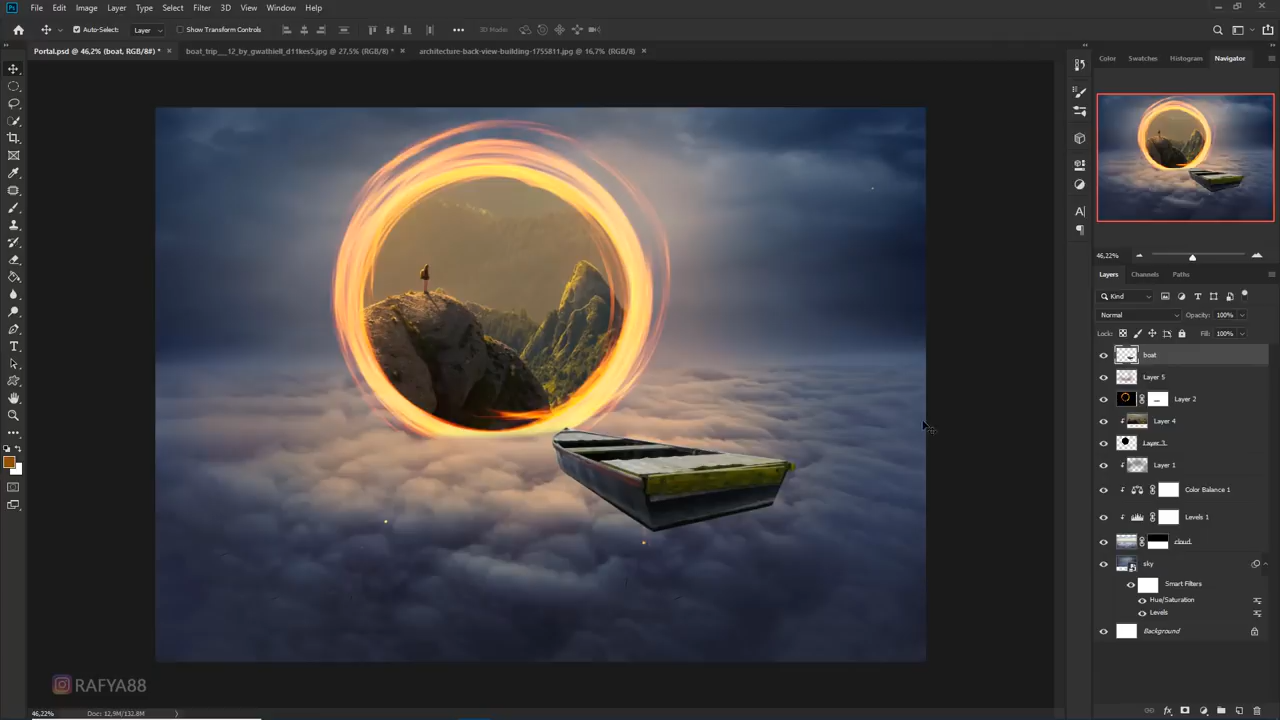 Ps File Edit Image Layer Type Select Filter 3D View Window Help
Auto-Select: Layer Show Transform Controls 3D Mode:
Portal.psd @ 46,2% (boat, RGB/8#) * boat_trip___12_by_gwathiell_d11kes5.jpg @ 27,5% (RGB/8) * architecture-back-view-building-1755811.jpg @ 16,7% (RGB/8)
Color Swatches Histogram Navigator
46,22%
Layers Channels Paths
Kind
Normal Opacity: 100%
Lock: Fill: 100%
boat
Layer 5
Layer 2
Layer 4
Layer 3
Layer 1
Color Balance 1
Levels 1
cloud
sky
Smart Filters
Hue/Saturation
Levels
Background
RAFYA88
46,22% Doc: 12,9M/132,8M